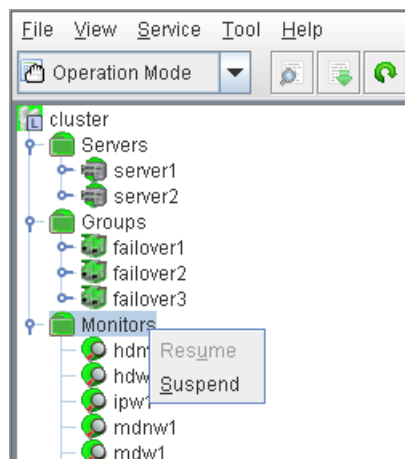 File View Service Tool Help
Operation Mode
cluster
Servers
server1
server2
Groups
failover1
failover2
failover3
Monitors
Resume
Suspend
ipw1
mdnw1
mdw1